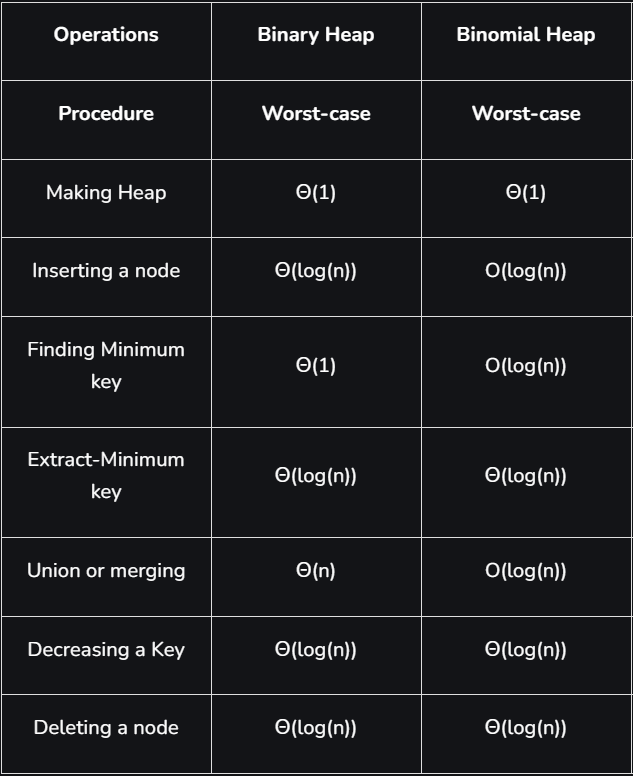 Operations Binary Heap Binomial Heap
Procedure Worst-case Worst-case
Making Heap Θ(1) Θ(1)
Inserting a node Θ(log(n)) O(log(n))
Finding Minimum
key Θ(1) O(log(n))
Extract-Minimum
key Θ(log(n)) Θ(log(n))
Union or merging Θ(n) O(log(n))
Decreasing a Key Θ(log(n)) Θ(log(n))
Deleting a node Θ(log(n)) Θ(log(n))